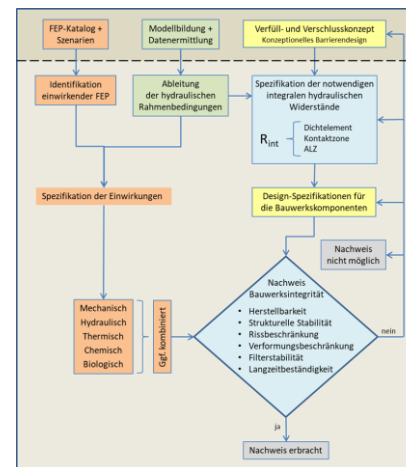 FEP-Katalog +
Szenarien
Modellbildung +
Datenermittlung
Verfüll- und Verschlusskonzept
Konzeptionelles Barrierendesign
Identifikation
einwirkender FEP
Ableitung
der hydraulischen
Rahmenbedingungen
Spezifikation der notwendigen
integralen hydraulischen
Widerstände
Rint
Dichtelement
Kontaktzone
ALZ
Spezifikation der Einwirkungen
Design-Spezifikationen für
die Bauwerkskomponenten
Nachweis
nicht möglich
Mechanisch
Hydraulisch
Thermisch
Chemisch
Biologisch
Ggf. kombiniert
Nachweis
Bauwerksintegrität
• Herstellbarkeit
• Strukturelle Stabilität
• Rissbeschränkung
• Verformungsbeschränkung
• Filterstabilität
• Langzeitbeständigkeit
nein
ja
Nachweis erbracht